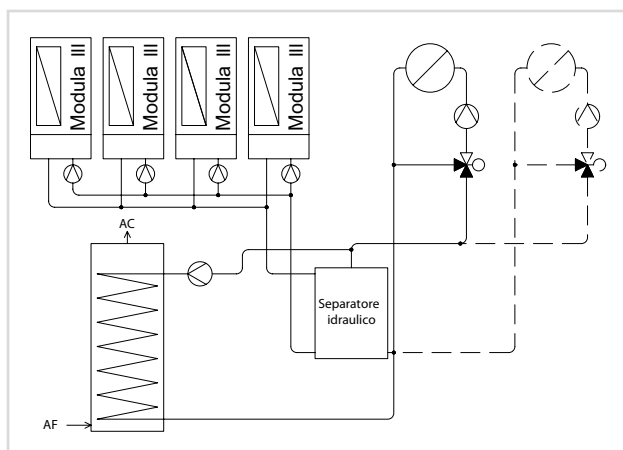 Modula III
Modula III
Modula III
Modula III
AC
Separatore
idraulico
AF